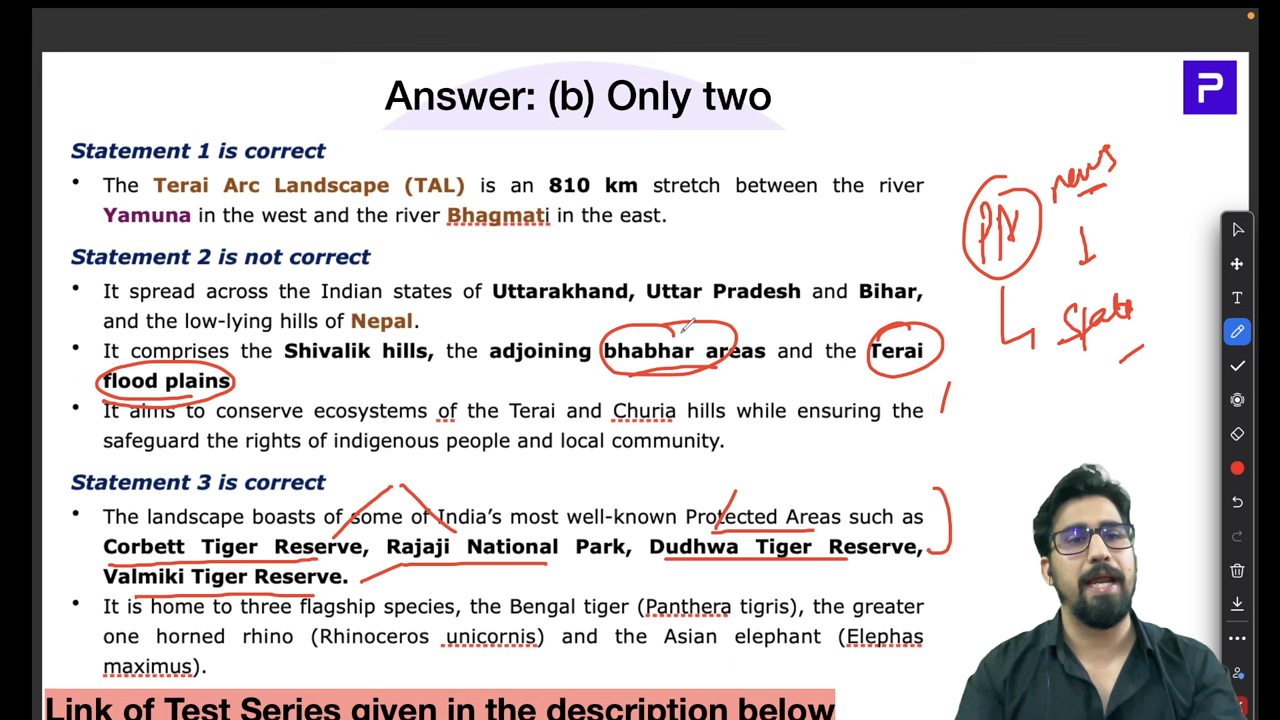 Answer: (b) Only two
P
Statement 1 is correct
• The Terai Arc Landscape (TAL) is an 810 km stretch between the river
Yamuna in the west and the river Bhagmati in the east.
Statement 2 is not correct
• It spread across the Indian states of Uttarakhand, Uttar Pradesh and Bihar,
and the low-lying hills of Nepal.
• It comprises the Shivalik hills, the adjoining bhabhar areas and the Terai
flood plains
• It aims to conserve ecosystems of the Terai and Churia hills while ensuring the
safeguard the rights of indigenous people and local community.
Statement 3 is correct
• The landscape boasts of some of India's most well-known Protected Areas such as
Corbett Tiger Reserve, Rajaji National Park, Dudhwa Tiger Reserve,
Valmiki Tiger Reserve.
• It is home to three flagship species, the Bengal tiger (Panthera tigris), the greater
one horned rhino (Rhinoceros unicornis) and the Asian elephant (Elephas
maximus).
Link of Test Series given in the description below
news
PN
State
T